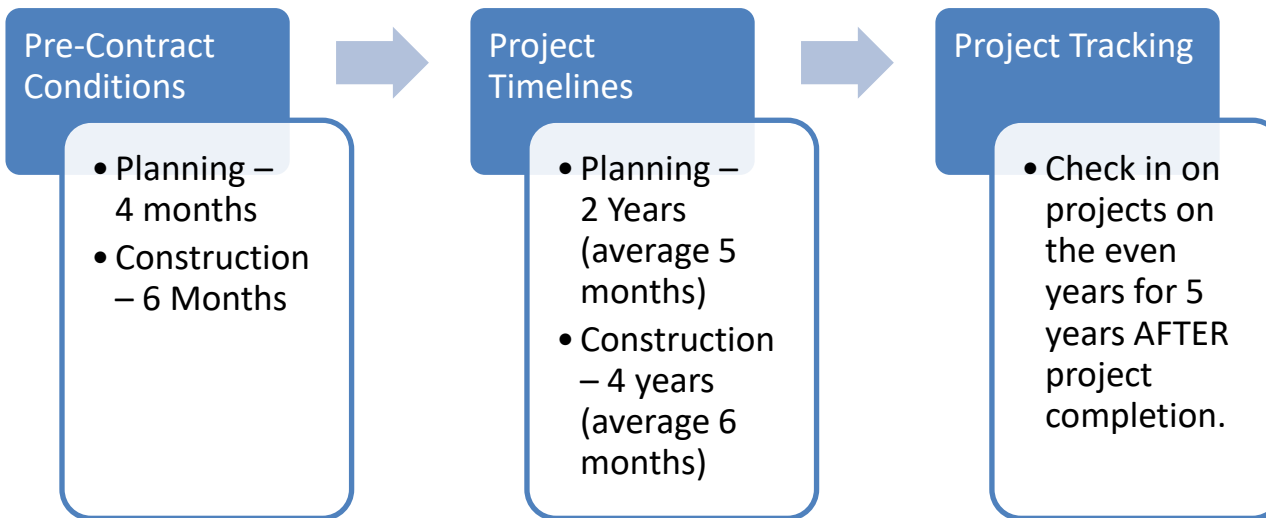 Pre-Contract
Conditions
• Planning –
4 months
• Construction
– 6 Months
Project
Timelines
• Planning –
2 Years
(average 5
months)
• Construction
– 4 years
(average 6
months)
Project Tracking
• Check in on
projects on
the even
years for 5
years AFTER
project
completion.